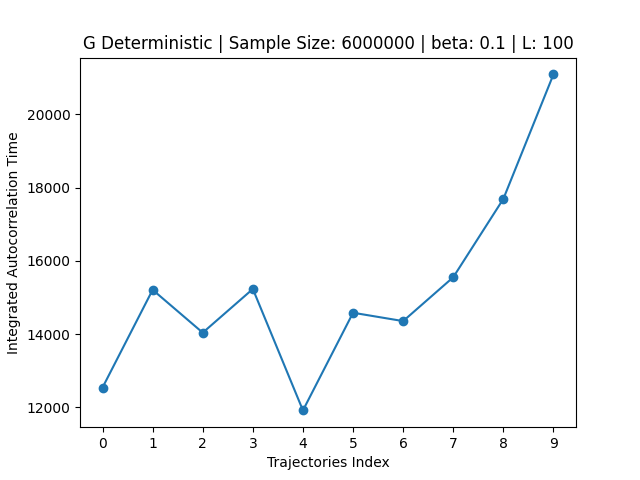 G Deterministic | Sample Size: 6000000 | beta: 0.1 | L: 100
Integrated Autocorrelation Time
20000
18000
16000
14000
12000
0 1 2 3 4 5 6 7 8 9
Trajectories Index